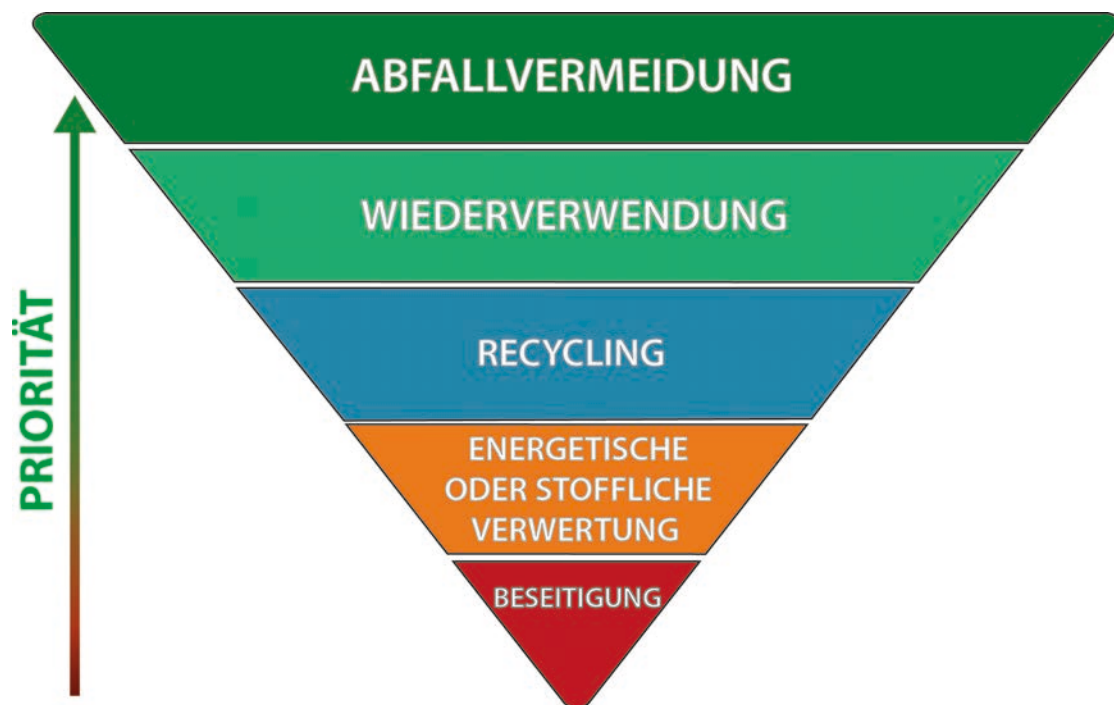 ABFALLVERMEIDUNG
WIEDERVERWENDUNG
RECYCLING
ENERGETISCHE
ODER STOFFLICHE
VERWERTUNG
BESEITIGUNG
PRIORITÄT